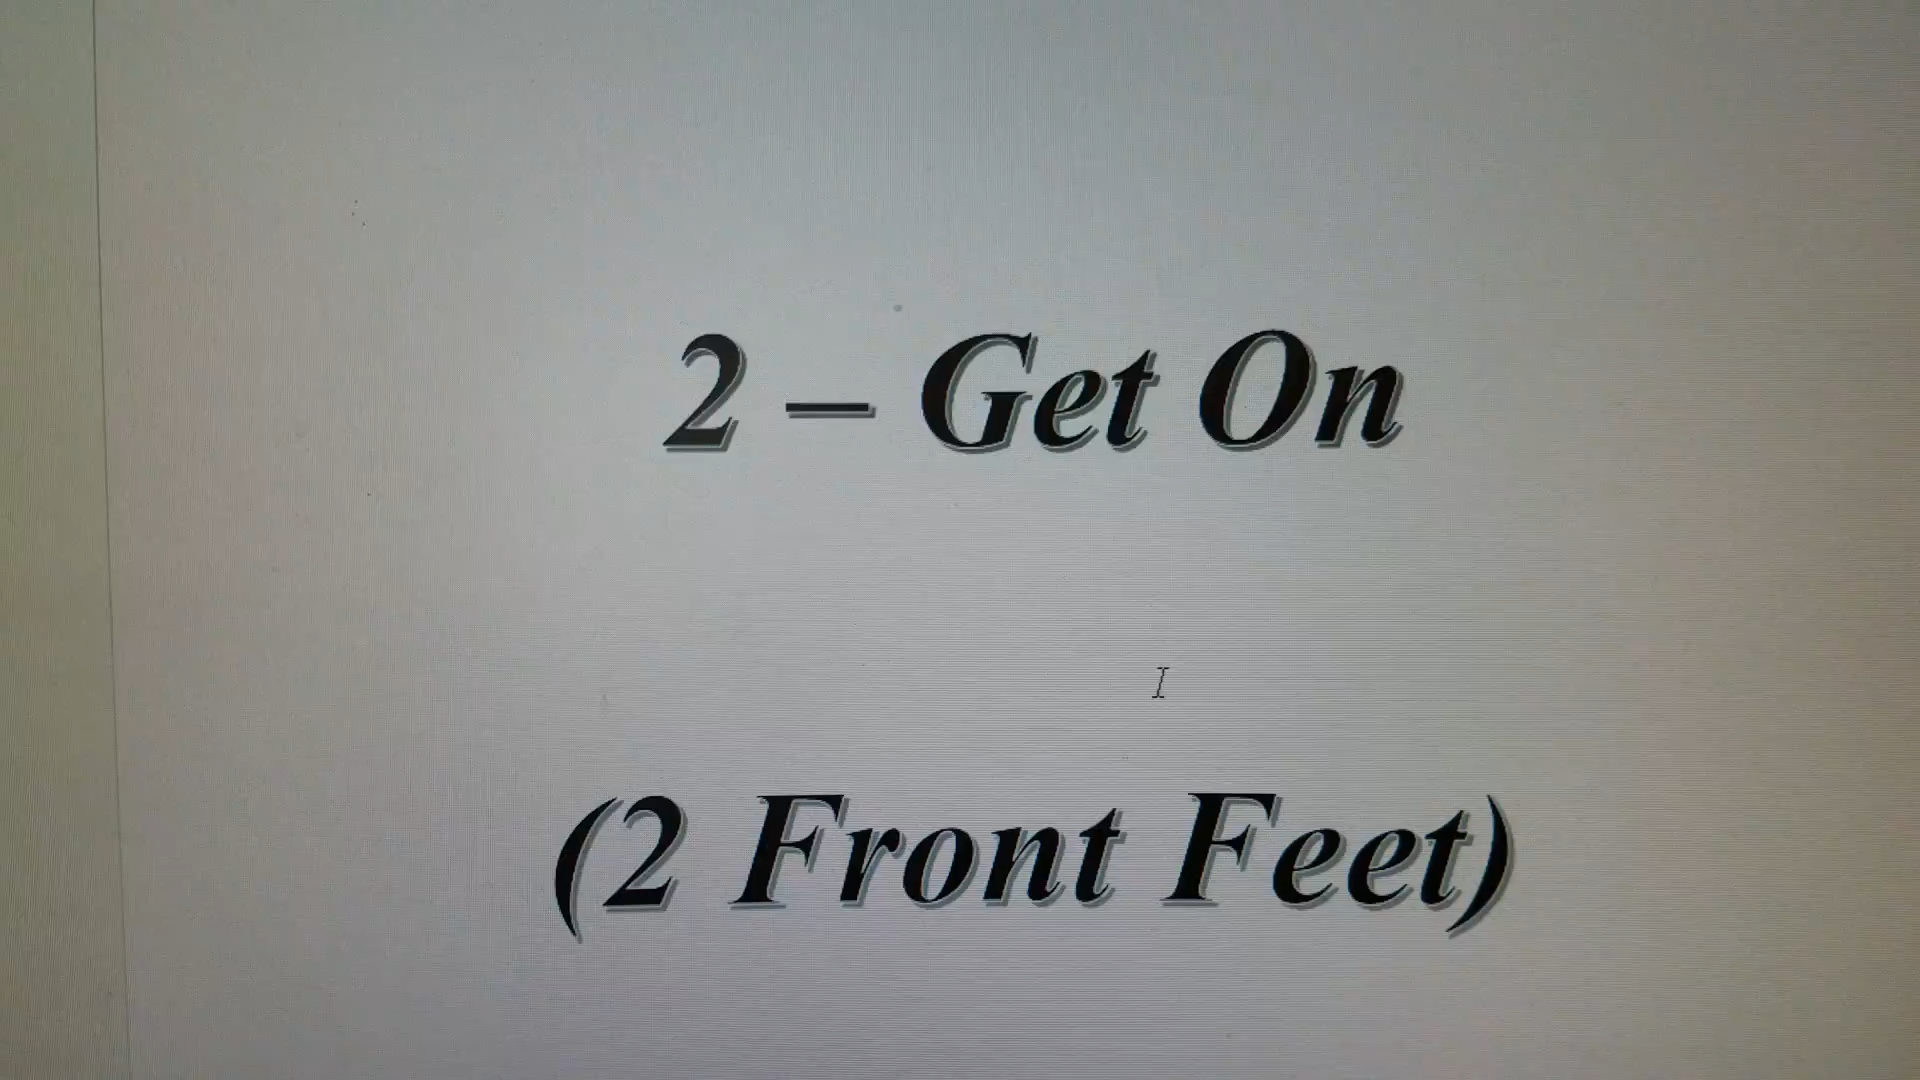 2 – Get On
(2 Front Feet)